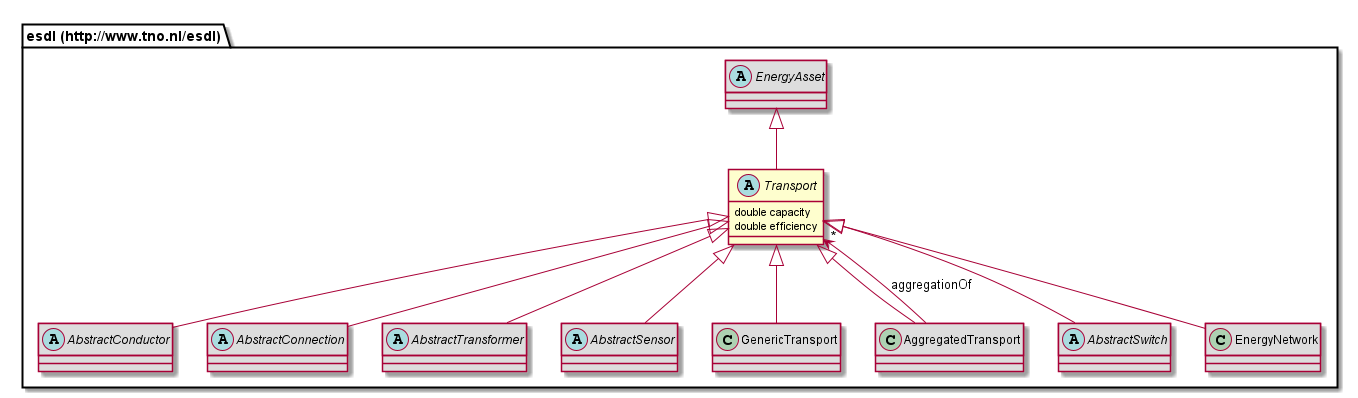 esdl (http://www.tno.nl/esdl)
A EnergyAsset
A Transport
double capacity
double efficiency
*
aggregationOf
A AbstractConductor
A AbstractConnection
A AbstractTransformer
A AbstractSensor
C GenericTransport
C AggregatedTransport
A AbstractSwitch
C EnergyNetwork